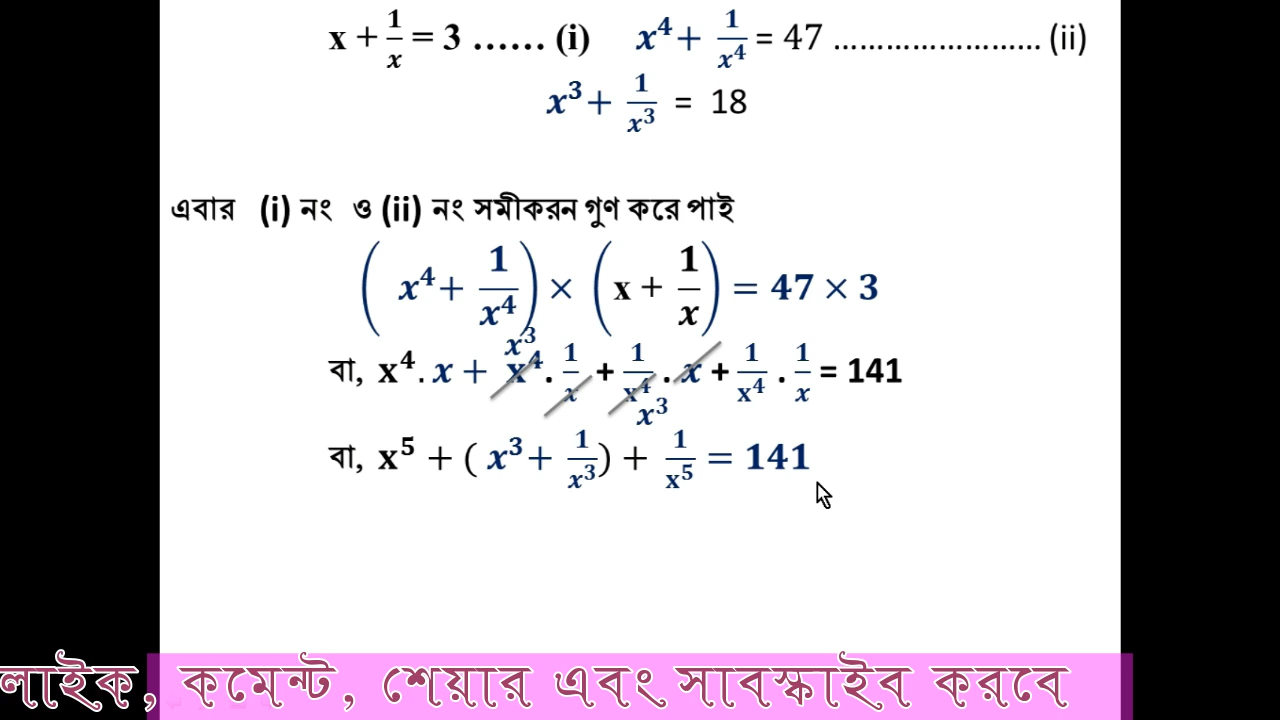 x + 1/x = 3 …… (i) x⁴ + 1/x⁴ = 47 …………………… (ii)
x³ + 1/x³ = 18
এবার (i) নং ও (ii) নং সমীকরন গুণ করে পাই
( x⁴ + 1/x⁴ ) × ( x + 1/x ) = 47 × 3
x³
বা, x⁴ . x + x⁴ . 1/x + 1/x⁴ . x + 1/x⁴ . 1/x = 141
x³
বা, x⁵ + ( x³ + 1/x³ ) + 1/x⁵ = 141
লাইক, কমেন্ট, শেয়ার এবং সাবস্ক্রাইব করবে